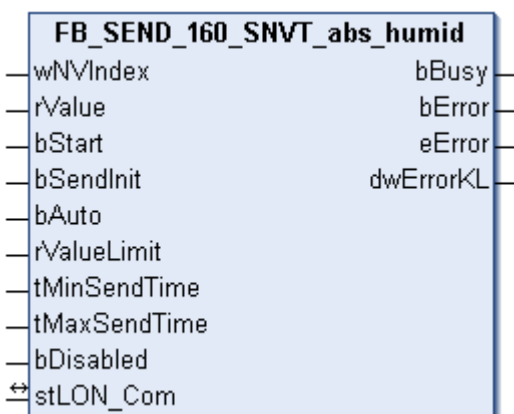 FB_SEND_160_SNVT_abs_humid
wNVIndex bBusy
rValue bError
bStart eError
bSendInit dwErrorKL
bAuto
rValueLimit
tMinSendTime
tMaxSendTime
bDisabled
stLON_Com